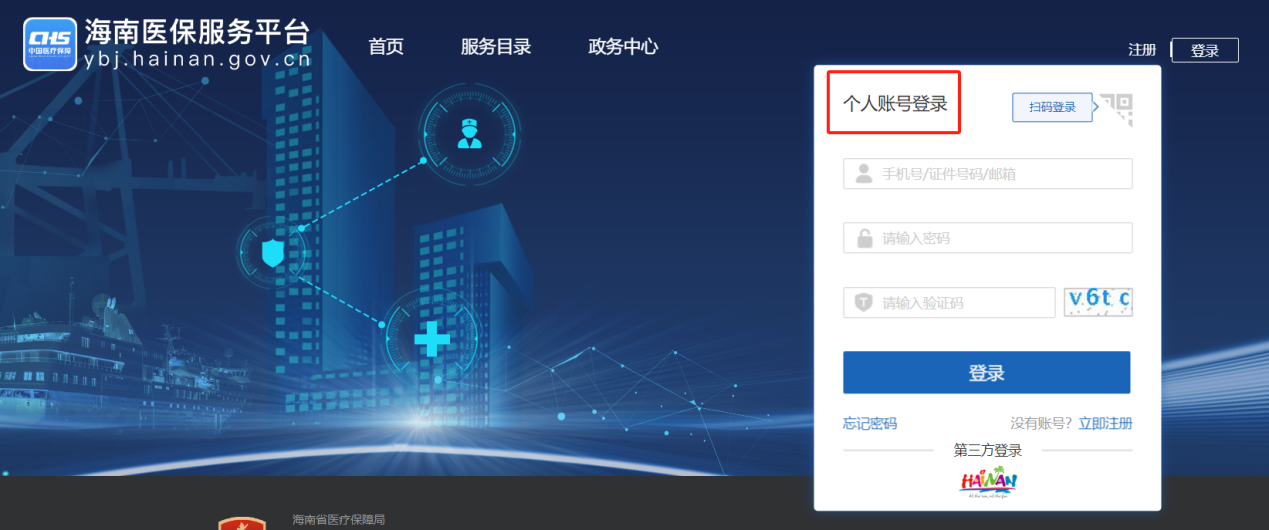 CHS
中国医疗保障
海南医保服务平台
ybj.hainan.gov.cn
首页
服务目录
政务中心
注册
登录
个人账号登录
扫码登录
手机号/证件号码/邮箱
请输入密码
请输入验证码
v6tc
登录
忘记密码
没有账号？立即注册
第三方登录
HAINAN
海南省医疗保障局